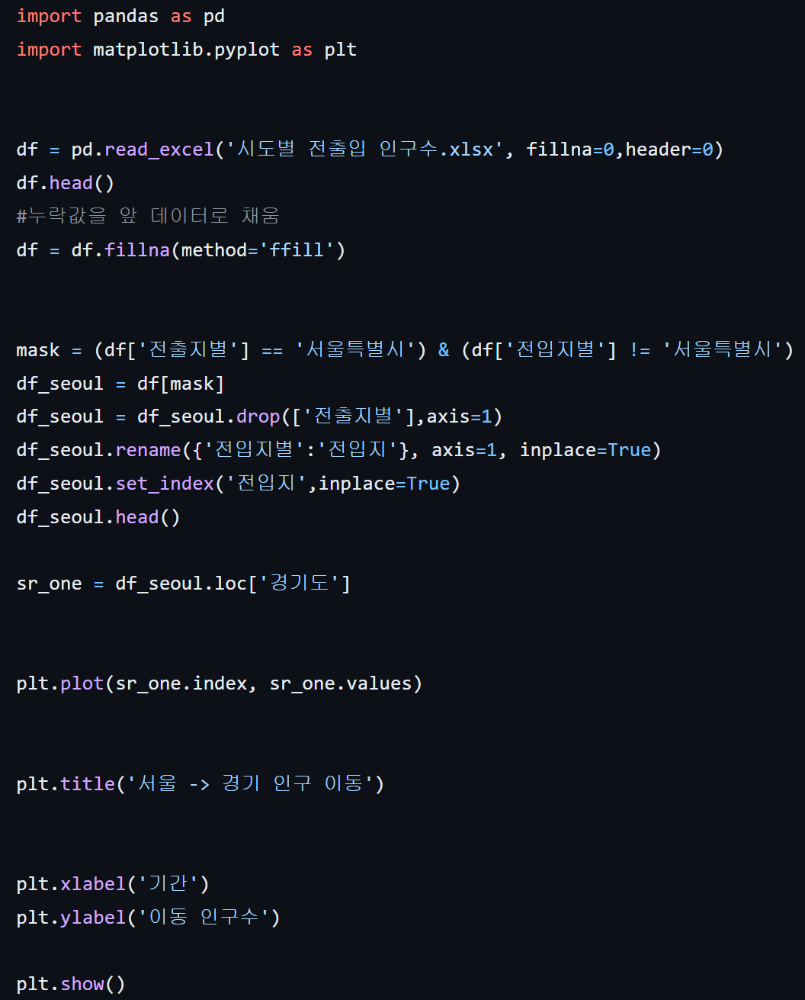 import pandas as pd
import matplotlib.pyplot as plt
df = pd.read_excel('시도별 전출입 인구수.xlsx', fillna=0,header=0)
df.head()
#누락값을 앞 데이터로 채움
df = df.fillna(method='ffill')
mask = (df['전출지별'] == '서울특별시') & (df['전입지별'] != '서울특별시')
df_seoul = df[mask]
df_seoul = df_seoul.drop(['전출지별'],axis=1)
df_seoul.rename({'전입지별':'전입지'}, axis=1, inplace=True)
df_seoul.set_index('전입지',inplace=True)
df_seoul.head()
sr_one = df_seoul.loc['경기도']
plt.plot(sr_one.index, sr_one.values)
plt.title('서울 -> 경기 인구 이동')
plt.xlabel('기간')
plt.ylabel('이동 인구수')
plt.show()